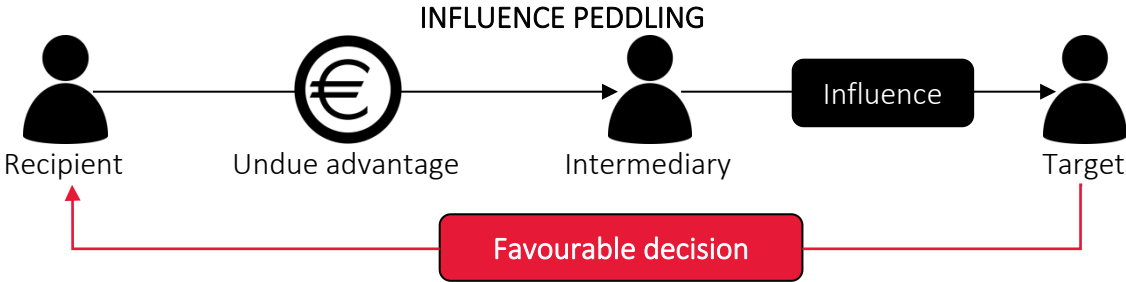 INFLUENCE PEDDLING
€
Influence
Recipient
Undue advantage
Intermediary
Target
Favourable decision